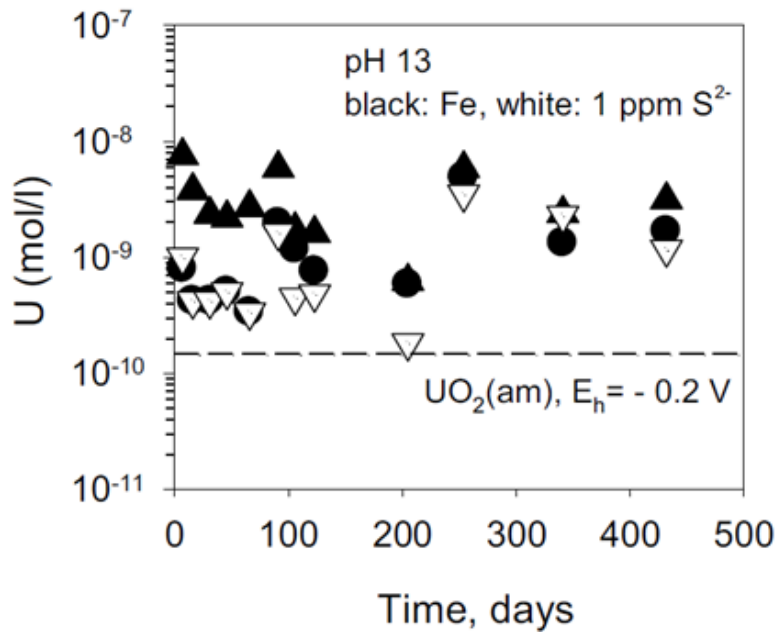 10⁻⁷
pH 13
black: Fe, white: 1 ppm S²⁻
10⁻⁸
10⁻⁹
U (mol/l)
10⁻¹⁰
UO₂(am), Eₕ= - 0.2 V
10⁻¹¹
0 100 200 300 400 500
Time, days